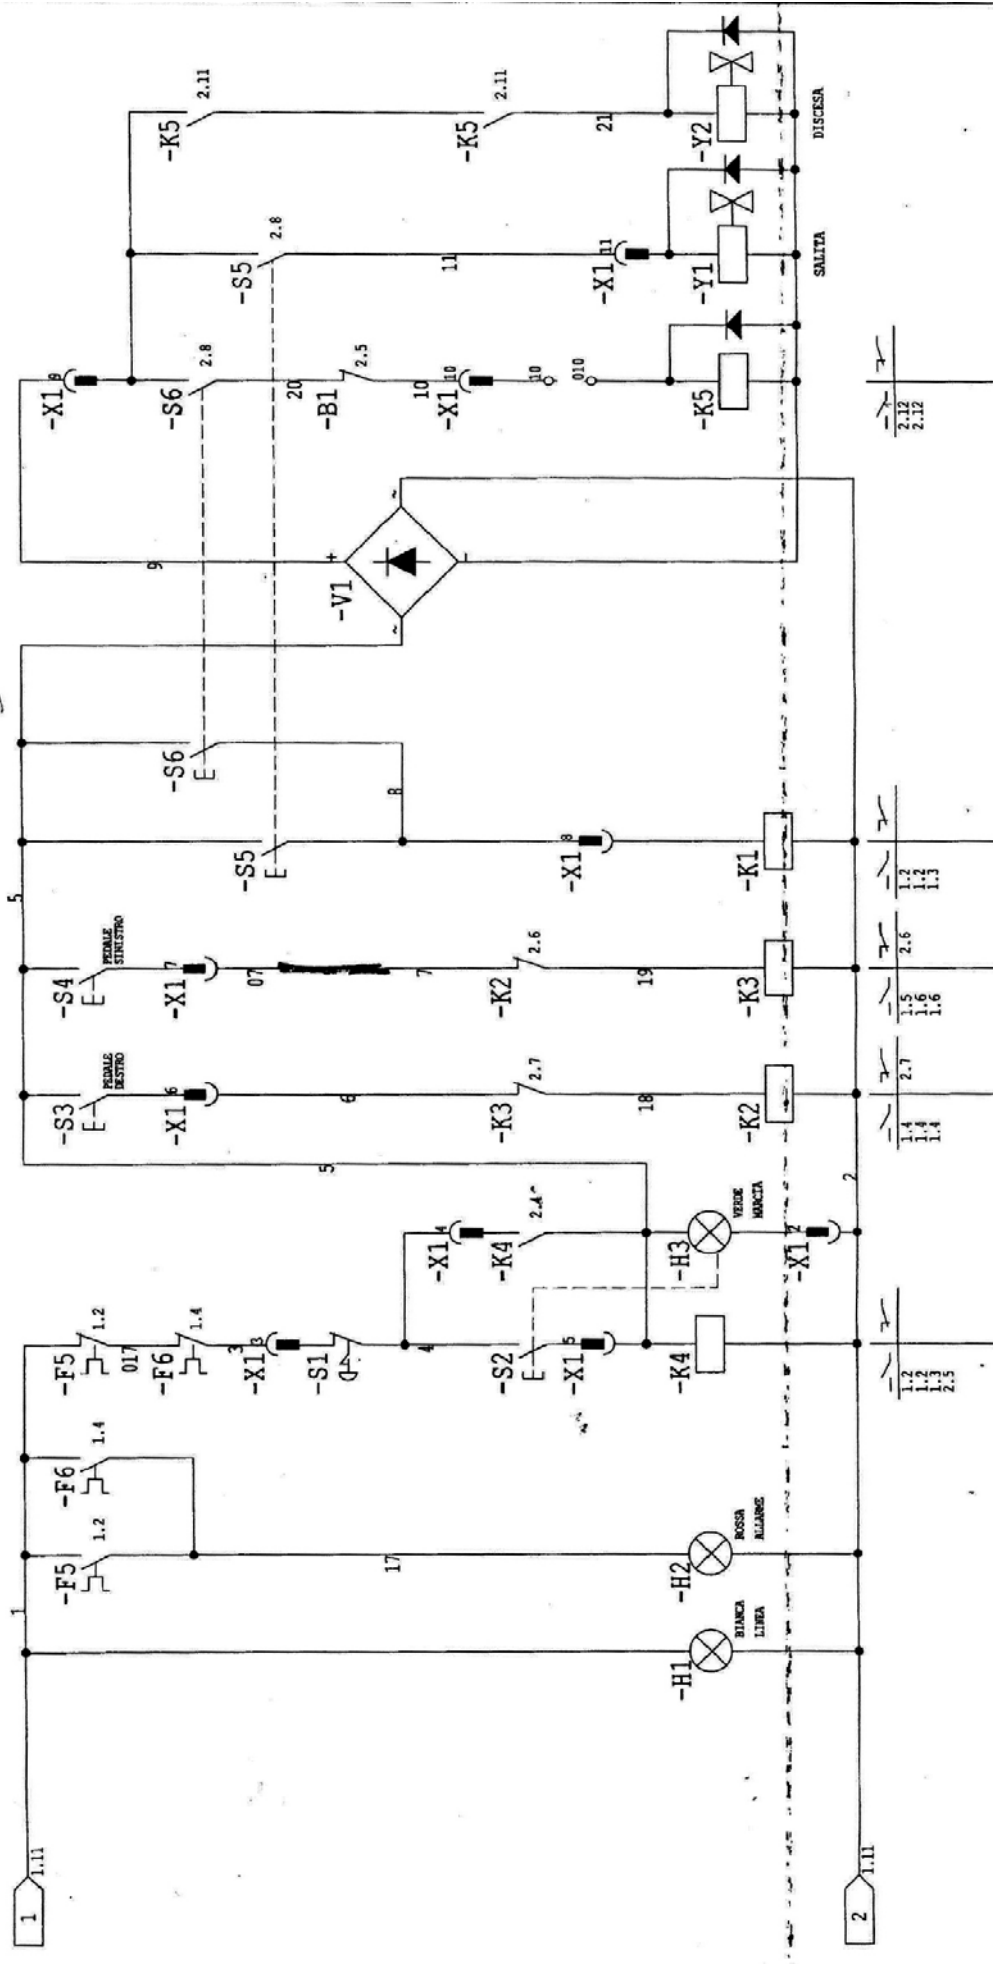 1
1.11
1
-F5
1.2
-F6
1.4
17
-H1
BIANCA
LINEA
-H2
ROSSA
ALLARME
-F5
1.2
017
-F6
1.4
3
-X1
3
-S1
4
-S2
-X1
5
-K4
-X1
4
-K4
-H3
VERDE
MARCIA
-X1
2
5
2
-S3
PEDALE
DESTRO
-X1
6
6
-K3
2.7
18
-K2
-S4
PEDALE
SINISTRO
-X1
7
07
7
-K2
2.6
19
-K3
5
-S5
-S6
8
-X1
8
-K1
-V1
~
~
+
-
9
-X1
9
-S6
2.8
20
-B1
2.5
10
-X1
10
10
010
-K5
-S5
2.8
11
-X1
11
-Y1
SALITA
-K5
2.11
-K5
2.11
21
-Y2
DISCESA
2
1.11
1.2
1.2
1.3
2.5
1.4
1.4
1.4
2.7
1.5
1.6
1.6
2.6
1.2
1.2
1.3
2.12
2.12